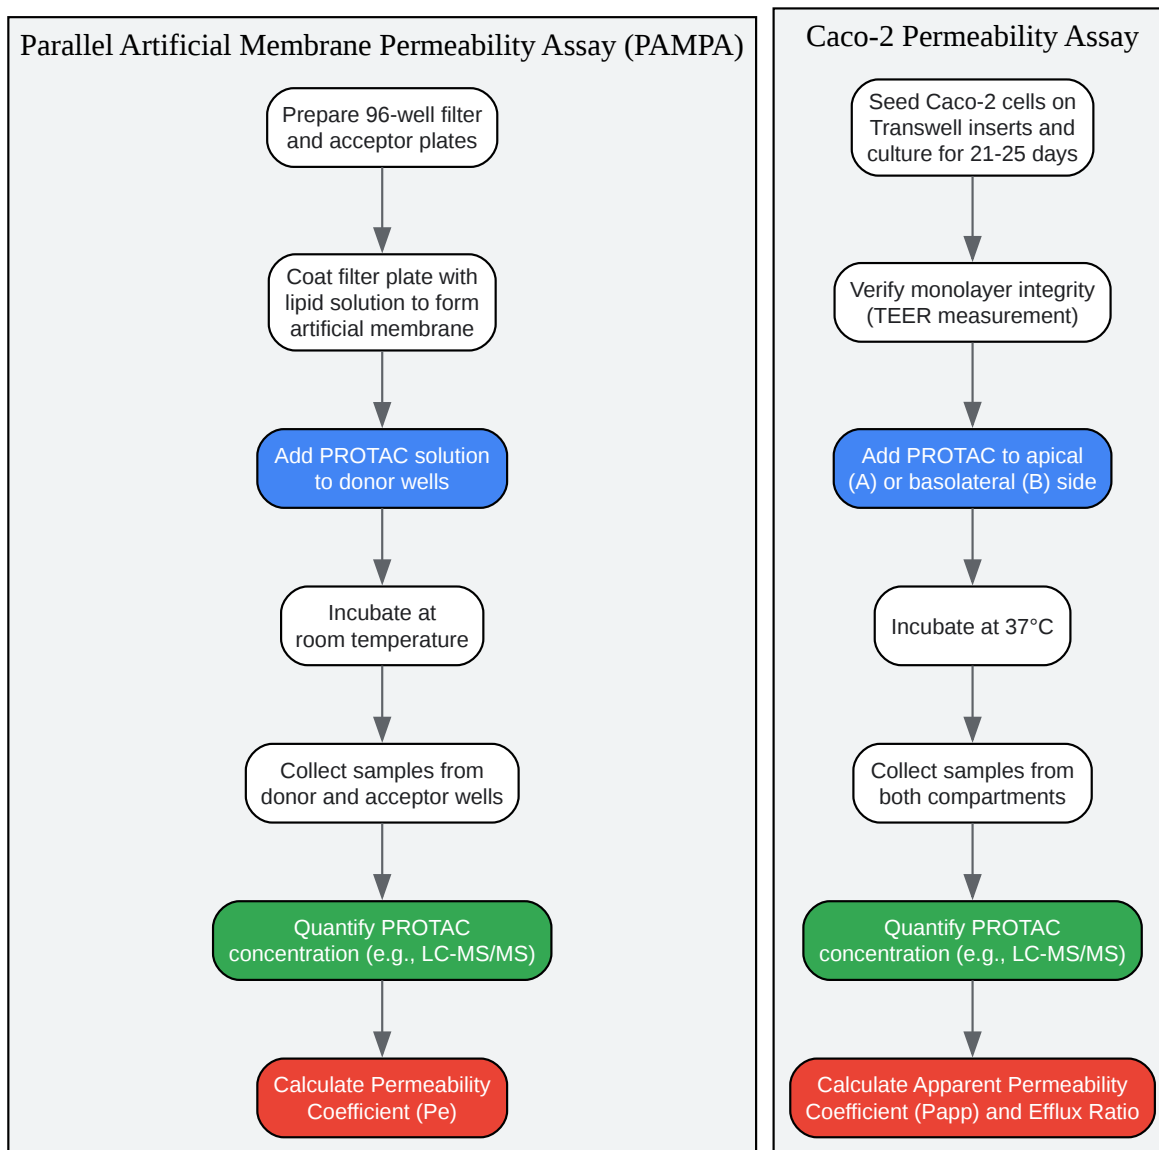 Parallel Artificial Membrane Permeability Assay (PAMPA)
Prepare 96-well filter
and acceptor plates
Coat filter plate with
lipid solution to form
artificial membrane
Add PROTAC solution
to donor wells
Incubate at
room temperature
Collect samples from
donor and acceptor wells
Quantify PROTAC
concentration (e.g., LC-MS/MS)
Calculate Permeability
Coefficient (Pe)
Caco-2 Permeability Assay
Seed Caco-2 cells on
Transwell inserts and
culture for 21-25 days
Verify monolayer integrity
(TEER measurement)
Add PROTAC to apical
(A) or basolateral (B) side
Incubate at 37°C
Collect samples from
both compartments
Quantify PROTAC
concentration (e.g., LC-MS/MS)
Calculate Apparent Permeability
Coefficient (Papp) and Efflux Ratio